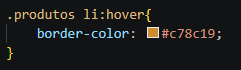 .produtos li:hover{
    border-color: #c78c19;
}